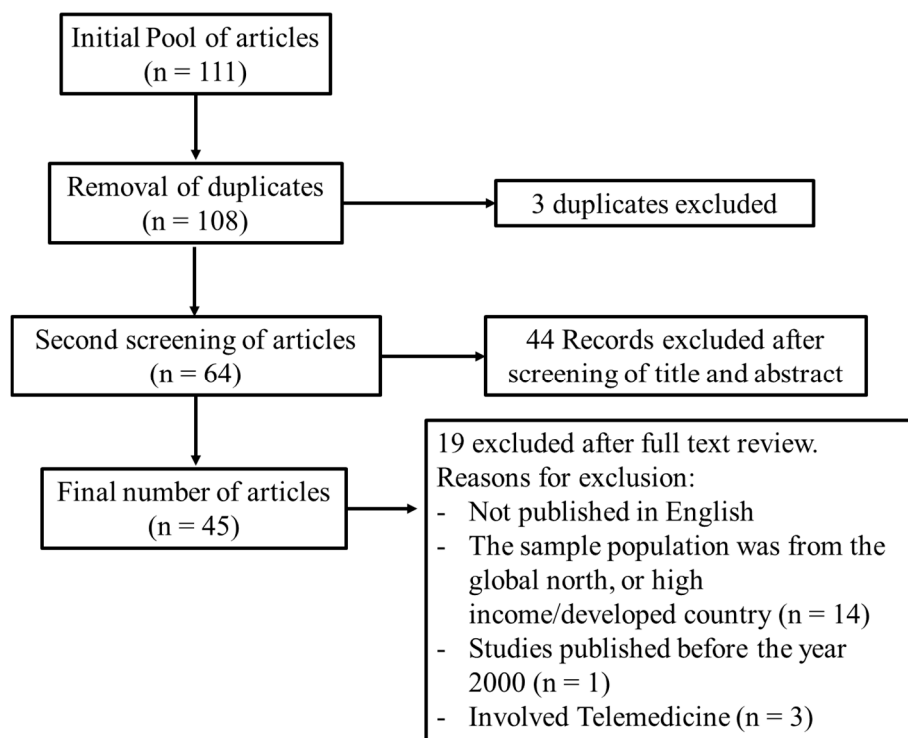 Initial Pool of articles
(n = 111)
Removal of duplicates
(n = 108)
3 duplicates excluded
Second screening of articles
(n = 64)
44 Records excluded after
screening of title and abstract
Final number of articles
(n = 45)
19 excluded after full text review.
Reasons for exclusion:
- Not published in English
- The sample population was from the
global north, or high
income/developed country (n = 14)
- Studies published before the year
2000 (n = 1)
- Involved Telemedicine (n = 3)